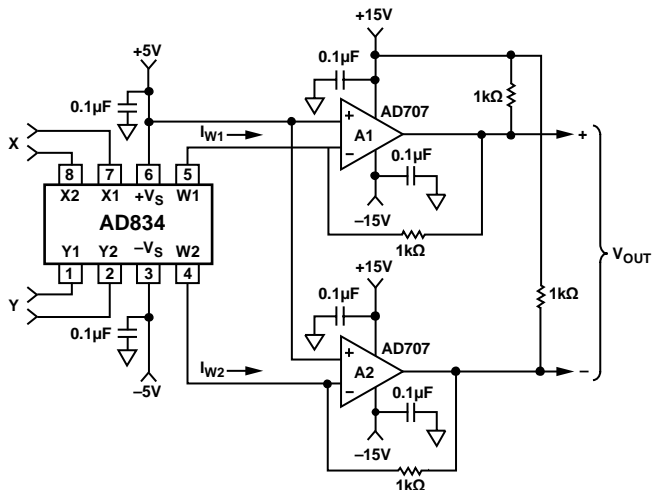 +15V
+5V
0.1µF
AD707
1kΩ
0.1µF
+
A1
−
I_W1
+
X
0.1µF
8 7 6 5
X2 X1 +V_S W1
−15V
AD834
1kΩ
−V_S
Y1 Y2 W2
1 2 3 4
V_OUT
+15V
1kΩ
Y
0.1µF
0.1µF
AD707
+
A2
−
I_W2
−
−5V
0.1µF
−15V
1kΩ